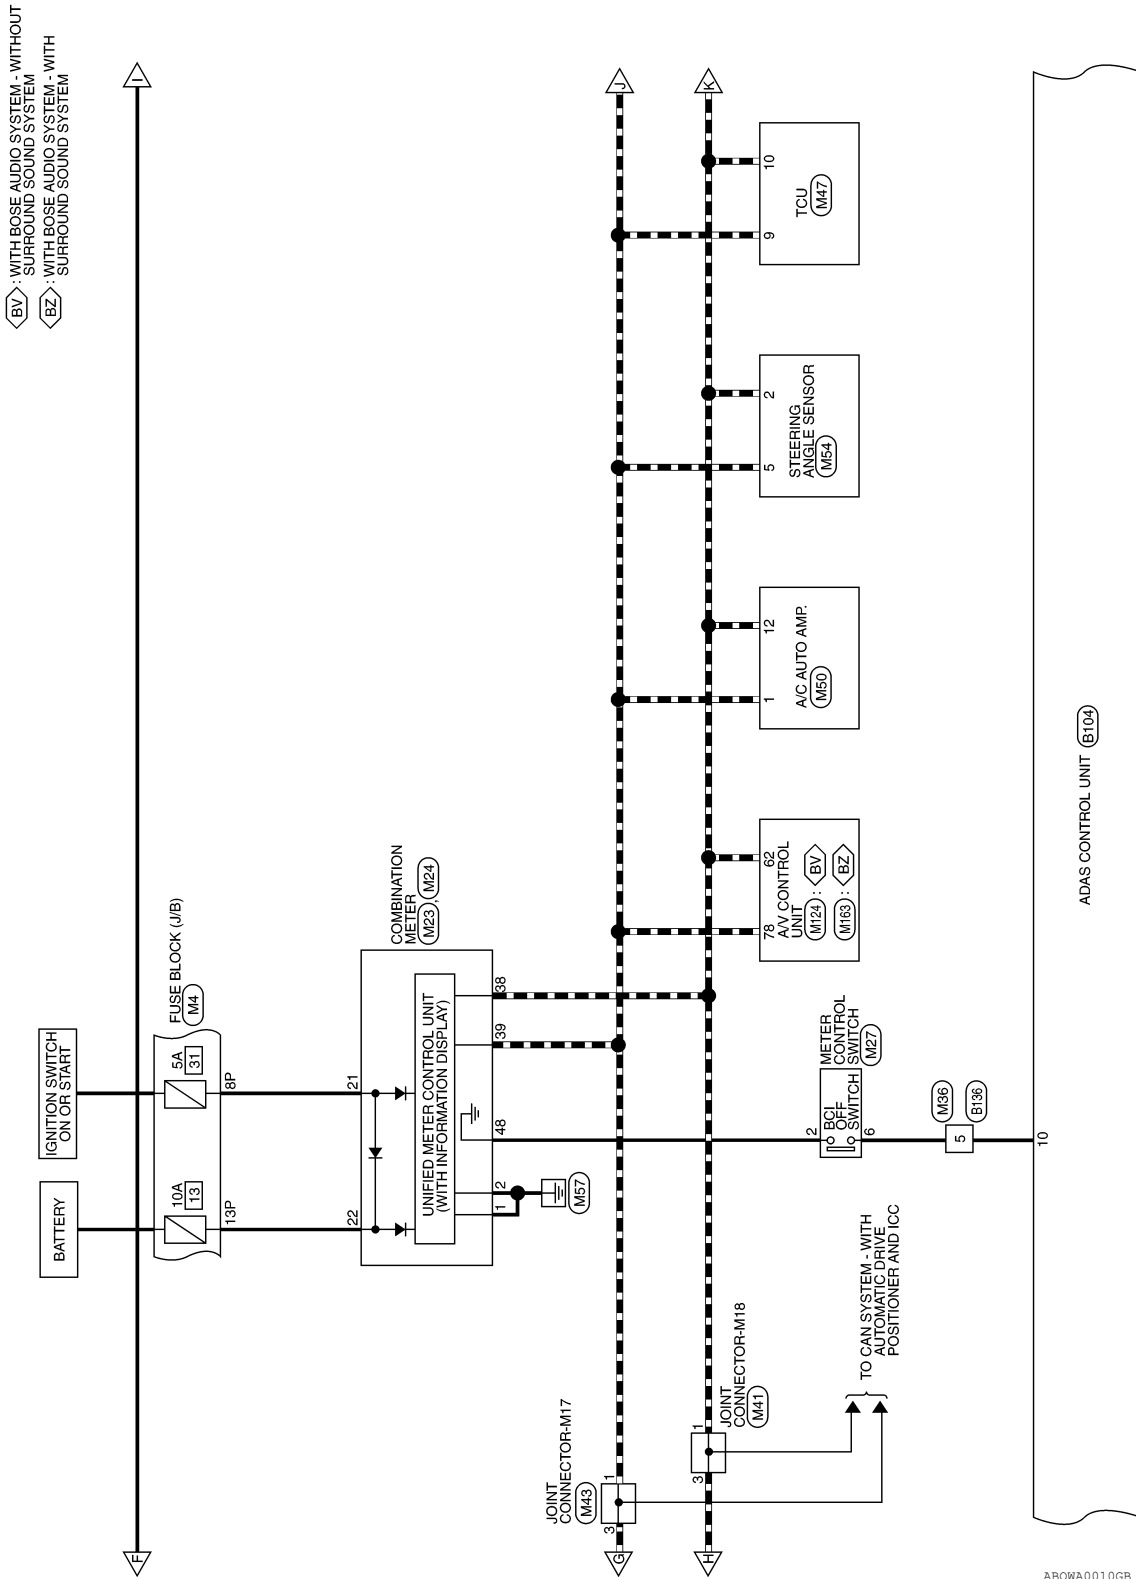 BV : WITH BOSE AUDIO SYSTEM - WITHOUT
SURROUND SOUND SYSTEM
BZ : WITH BOSE AUDIO SYSTEM - WITH
SURROUND SOUND SYSTEM
F
I
BATTERY
IGNITION SWITCH
ON OR START
10A
13
5A
31
FUSE BLOCK (J/B)
M4
13P
8P
22
21
COMBINATION
METER
M23 , M24
UNIFIED METER CONTROL UNIT
(WITH INFORMATION DISPLAY)
1
2
48
39
38
M57
JOINT
CONNECTOR-M17
M43
G
3
1
J
JOINT
CONNECTOR-M18
M41
H
3
1
K
TO CAN SYSTEM - WITH
AUTOMATIC DRIVE
POSITIONER AND ICC
METER
CONTROL
SWITCH
M27
2
BCI
OFF
SWITCH
6
M36
5
B136
10
78
62
A/V CONTROL
UNIT
M124 : BV
M163 : BZ
1
12
A/C AUTO AMP.
M50
5
2
STEERING
ANGLE SENSOR
M54
9
10
TCU
M47
ADAS CONTROL UNIT B104
ABOWA0010GB